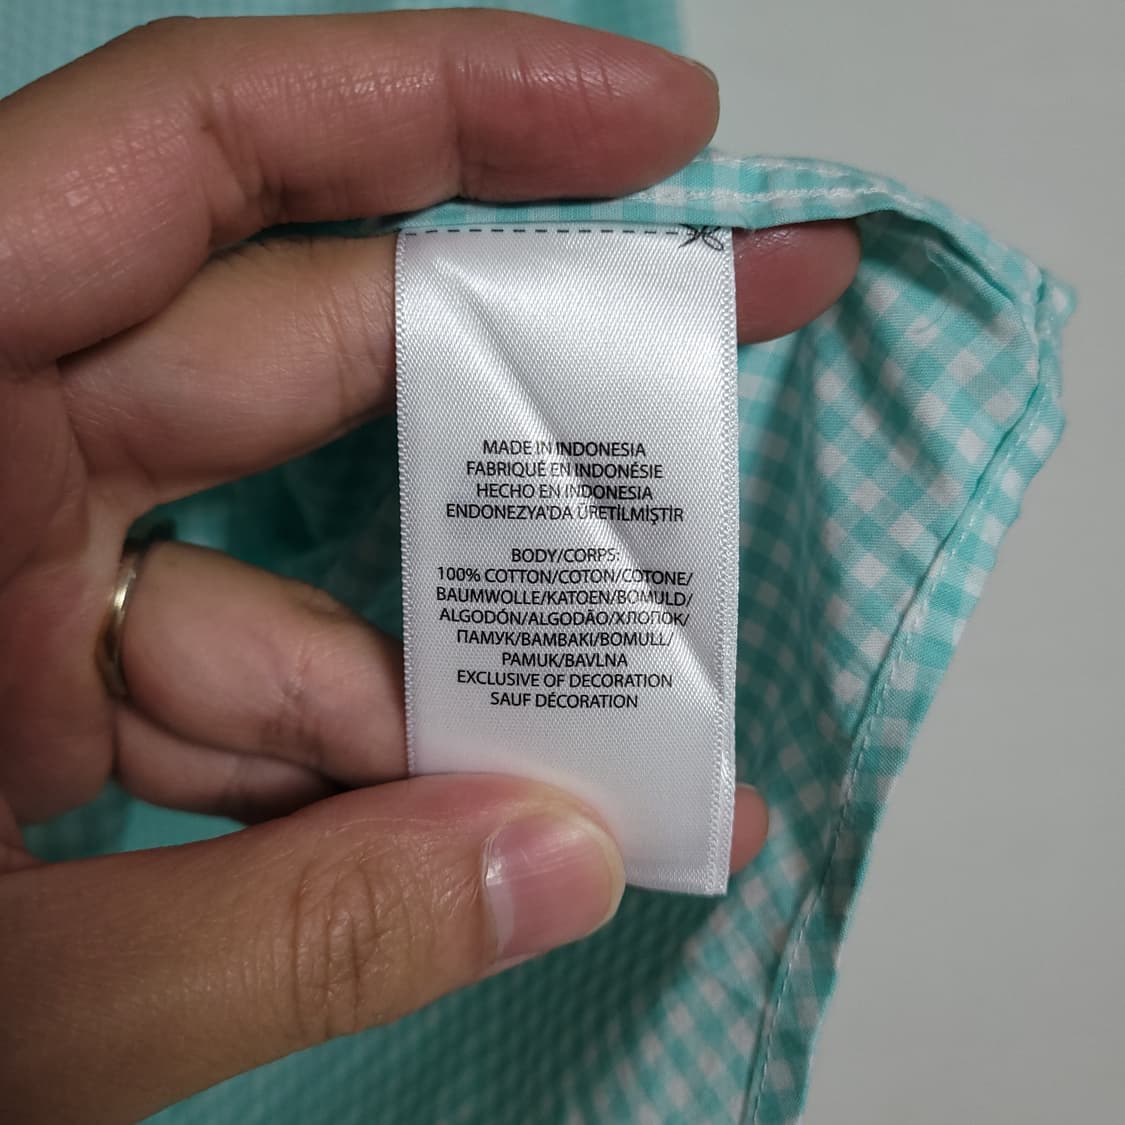 MADE IN INDONESIA
FABRIQUÉ EN INDONÉSIE
HECHO EN INDONESIA
ENDONEZYA'DA ÜRETİLMİŞTİR
BODY/CORPS:
100% COTTON/COTON/COTONE/
BAUMWOLLE/KATOEN/BOMULD/
ALGODÓN/ALGODÃO/ХЛОПОК/
ПАМУК/BAMBAKI/BOMULL/
PAMUK/BAVLNA
EXCLUSIVE OF DECORATION
SAUF DÉCORATION